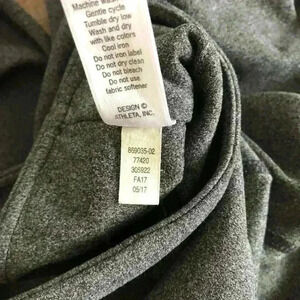 Machine wash
Gentle cycle
Tumble dry low
Wash and dry
with like colors
Cool iron
Do not iron label
Do not dry clean
Do not bleach
Do not use
fabric softener
DESIGN ©
ATHLETA, INC.
869035-02
77420
305922
FA17
05/17